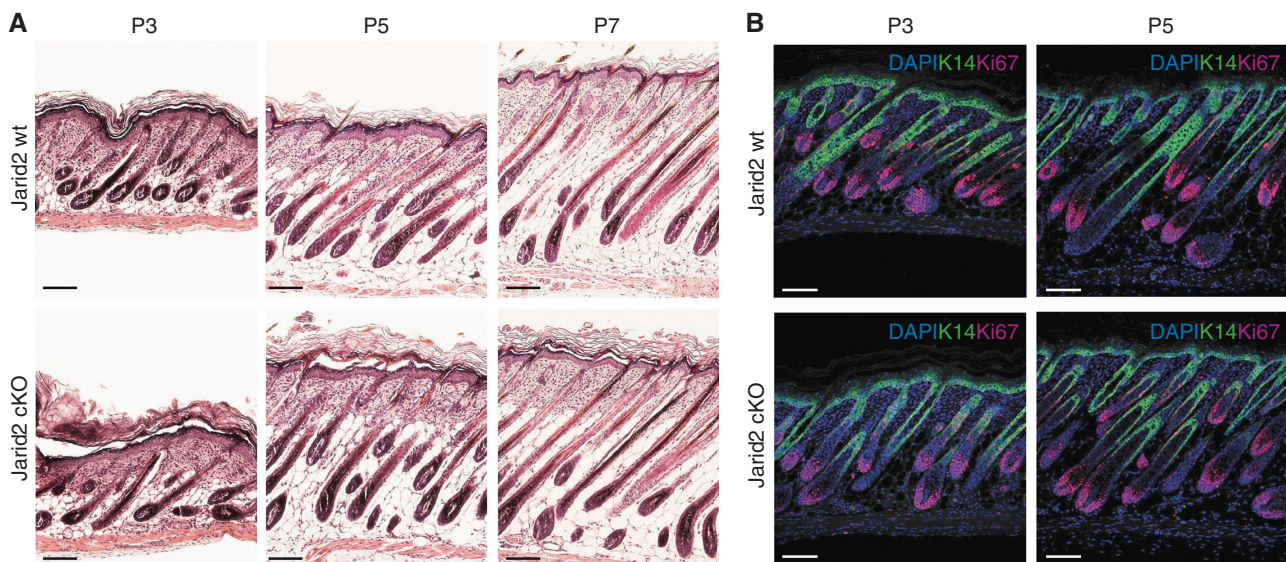 A
P3
P5
P7
Jarid2 wt
Jarid2 cKO
B
P3
P5
DAPIK14Ki67
DAPIK14Ki67
Jarid2 wt
DAPIK14Ki67
DAPIK14Ki67
Jarid2 cKO